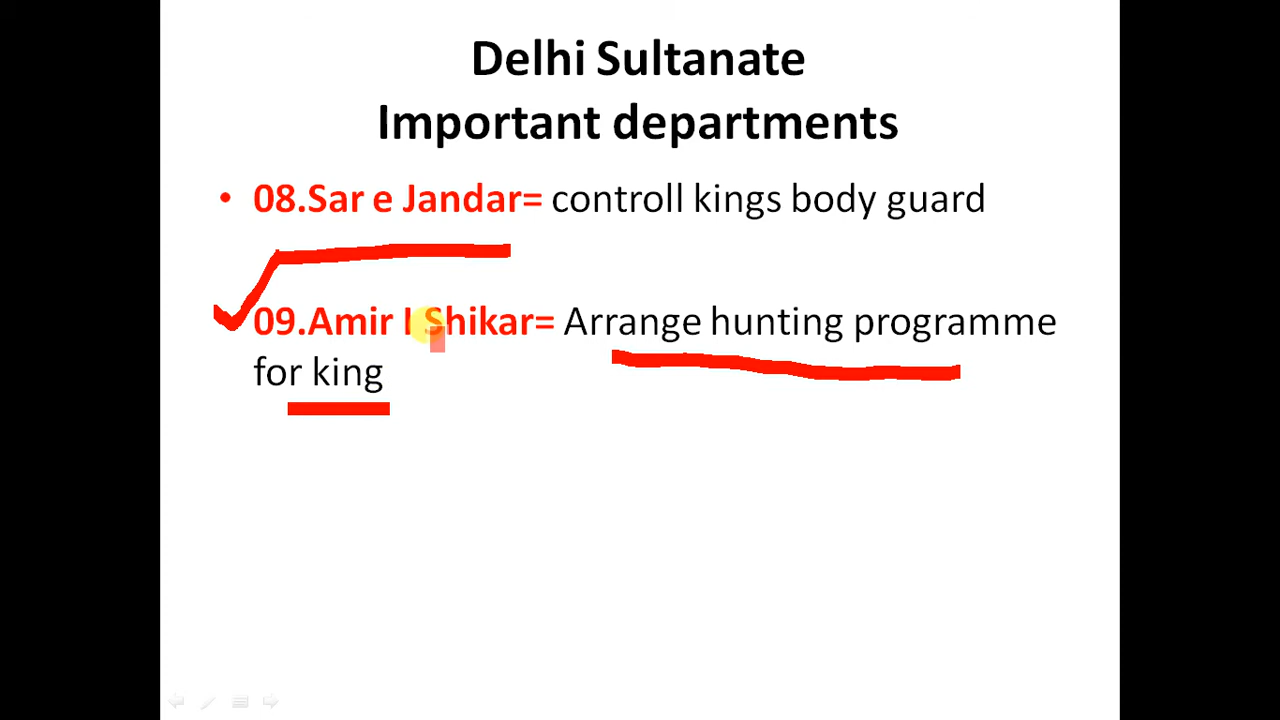 Delhi Sultanate
Important departments
• 08.Sar e Jandar= controll kings body guard
09.Amir I Shikar= Arrange hunting programme
for king